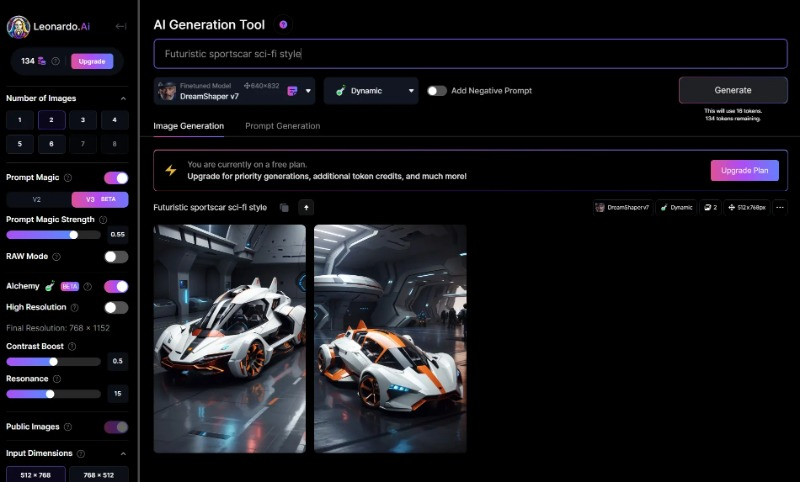 Leonardo.Ai
134
Upgrade
Number of Images
1 2 3 4
5 6 7 8
Prompt Magic
V2 V3 BETA
Prompt Magic Strength
0.55
RAW Mode
Alchemy BETA
High Resolution
Final Resolution: 768 × 1152
Contrast Boost
0.5
Resonance
15
Public Images
Input Dimensions
512 × 768 768 × 512
AI Generation Tool
Futuristic sportscar sci-fi style
Finetuned Model 640×832
DreamShaper v7
Dynamic
Add Negative Prompt
Generate
This will use 16 tokens.
134 tokens remaining.
Image Generation Prompt Generation
You are currently on a free plan.
Upgrade for priority generations, additional token credits, and much more!
Upgrade Plan
Futuristic sportscar sci-fi style
DreamShaperv7 Dynamic 2 512x768px